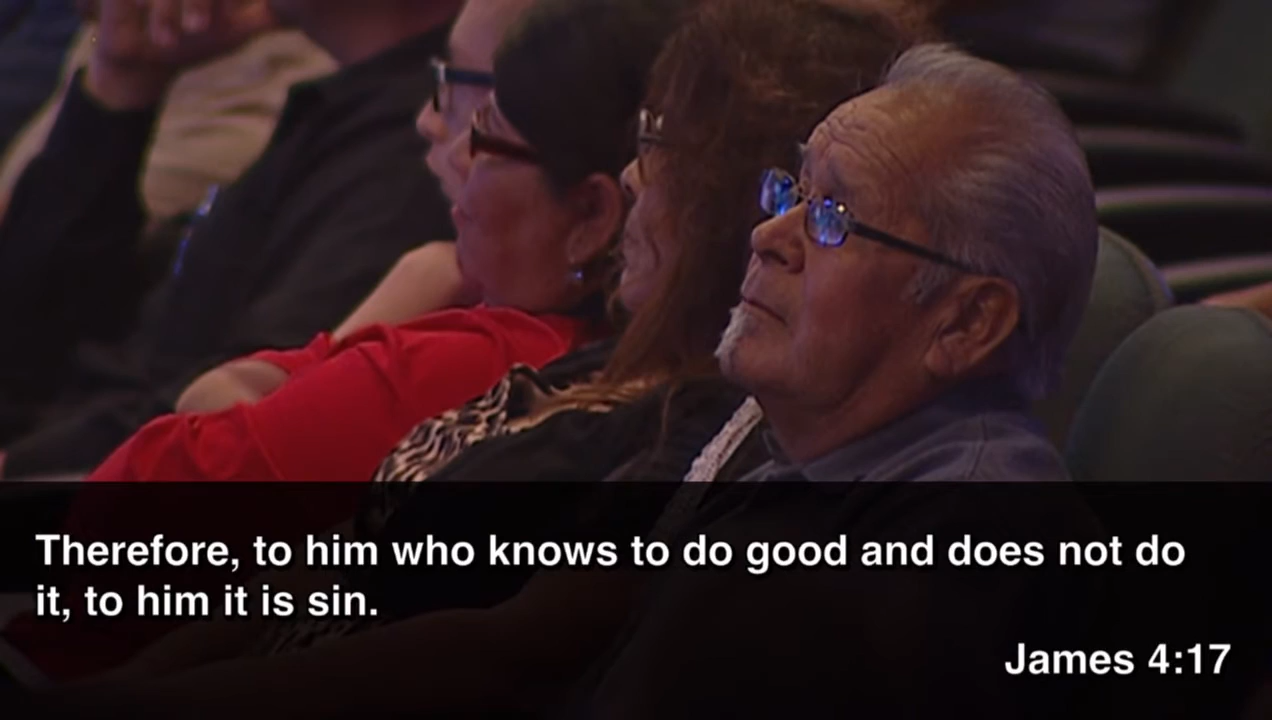 Therefore, to him who knows to do good and does not do
it, to him it is sin.
James 4:17